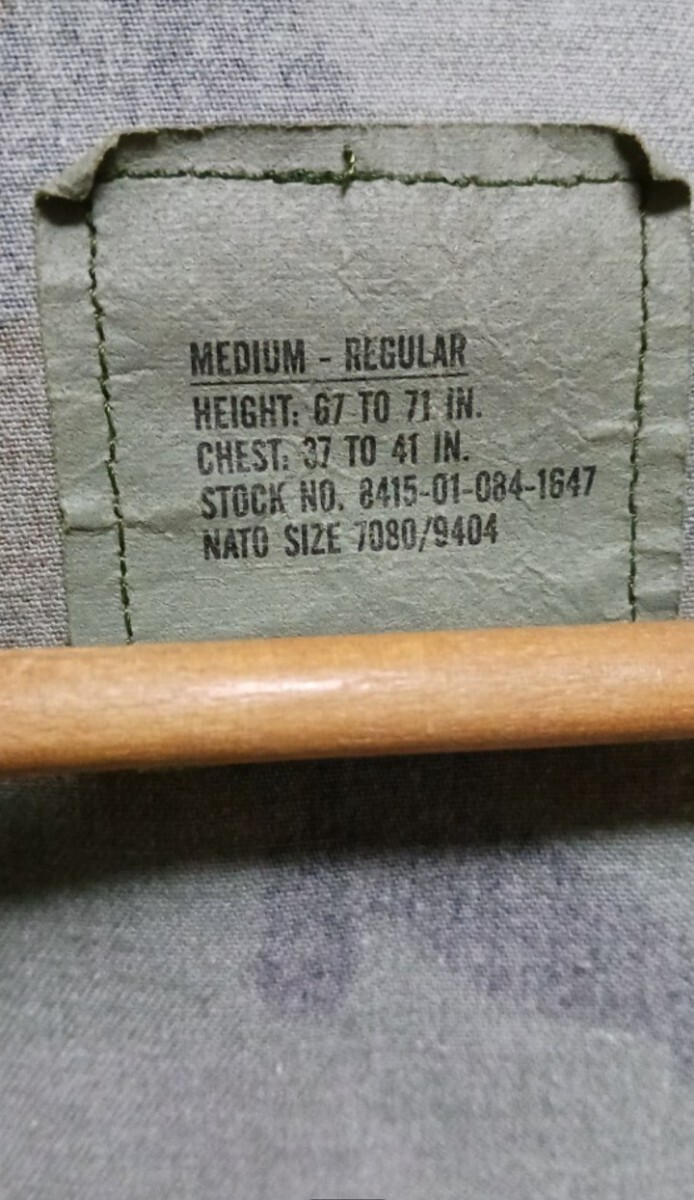 MEDIUM - REGULAR
HEIGHT: 67 TO 71 IN.
CHEST: 37 TO 41 IN.
STOCK NO. 8415-01-084-1647
NATO SIZE 7080/9404